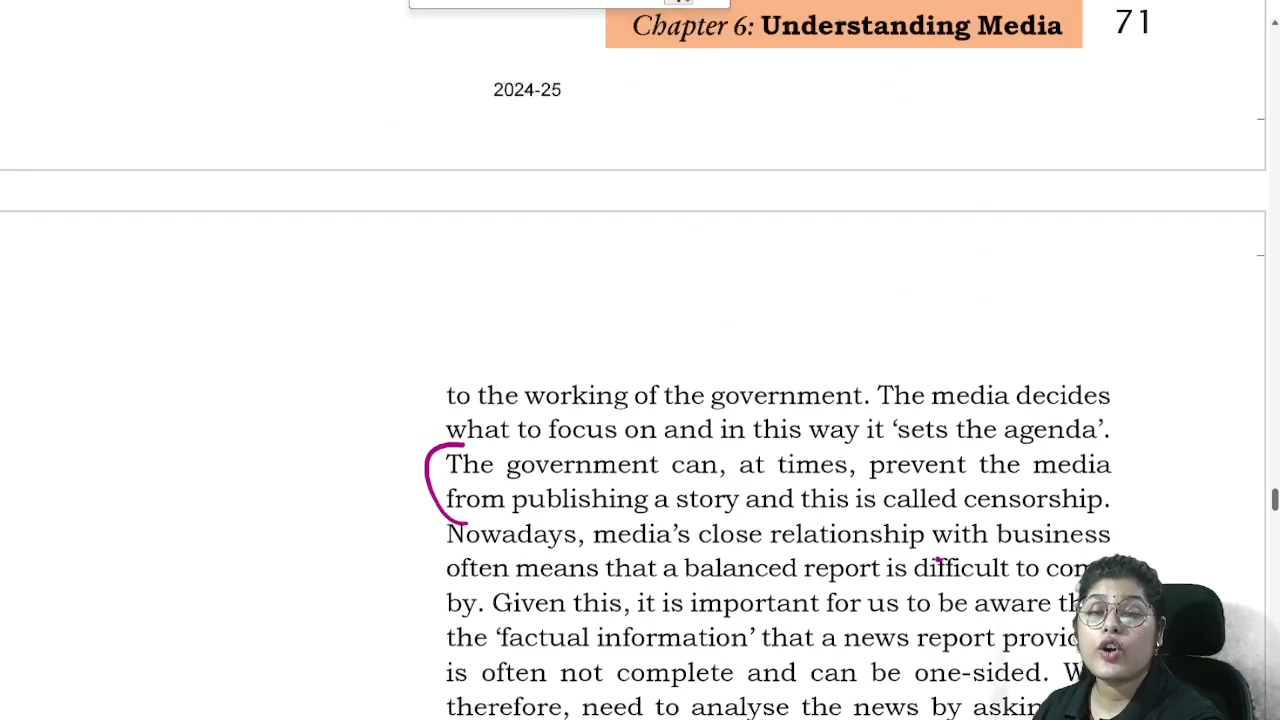 Chapter 6: Understanding Media 71
2024-25
to the working of the government. The media decides
what to focus on and in this way it ‘sets the agenda’.
The government can, at times, prevent the media
from publishing a story and this is called censorship.
Nowadays, media’s close relationship with business
often means that a balanced report is difficult to
by. Given this, it is important for us to be aware
the ‘factual information’ that a news report
is often not complete and can be one-sided.
therefore, need to analyse the news by